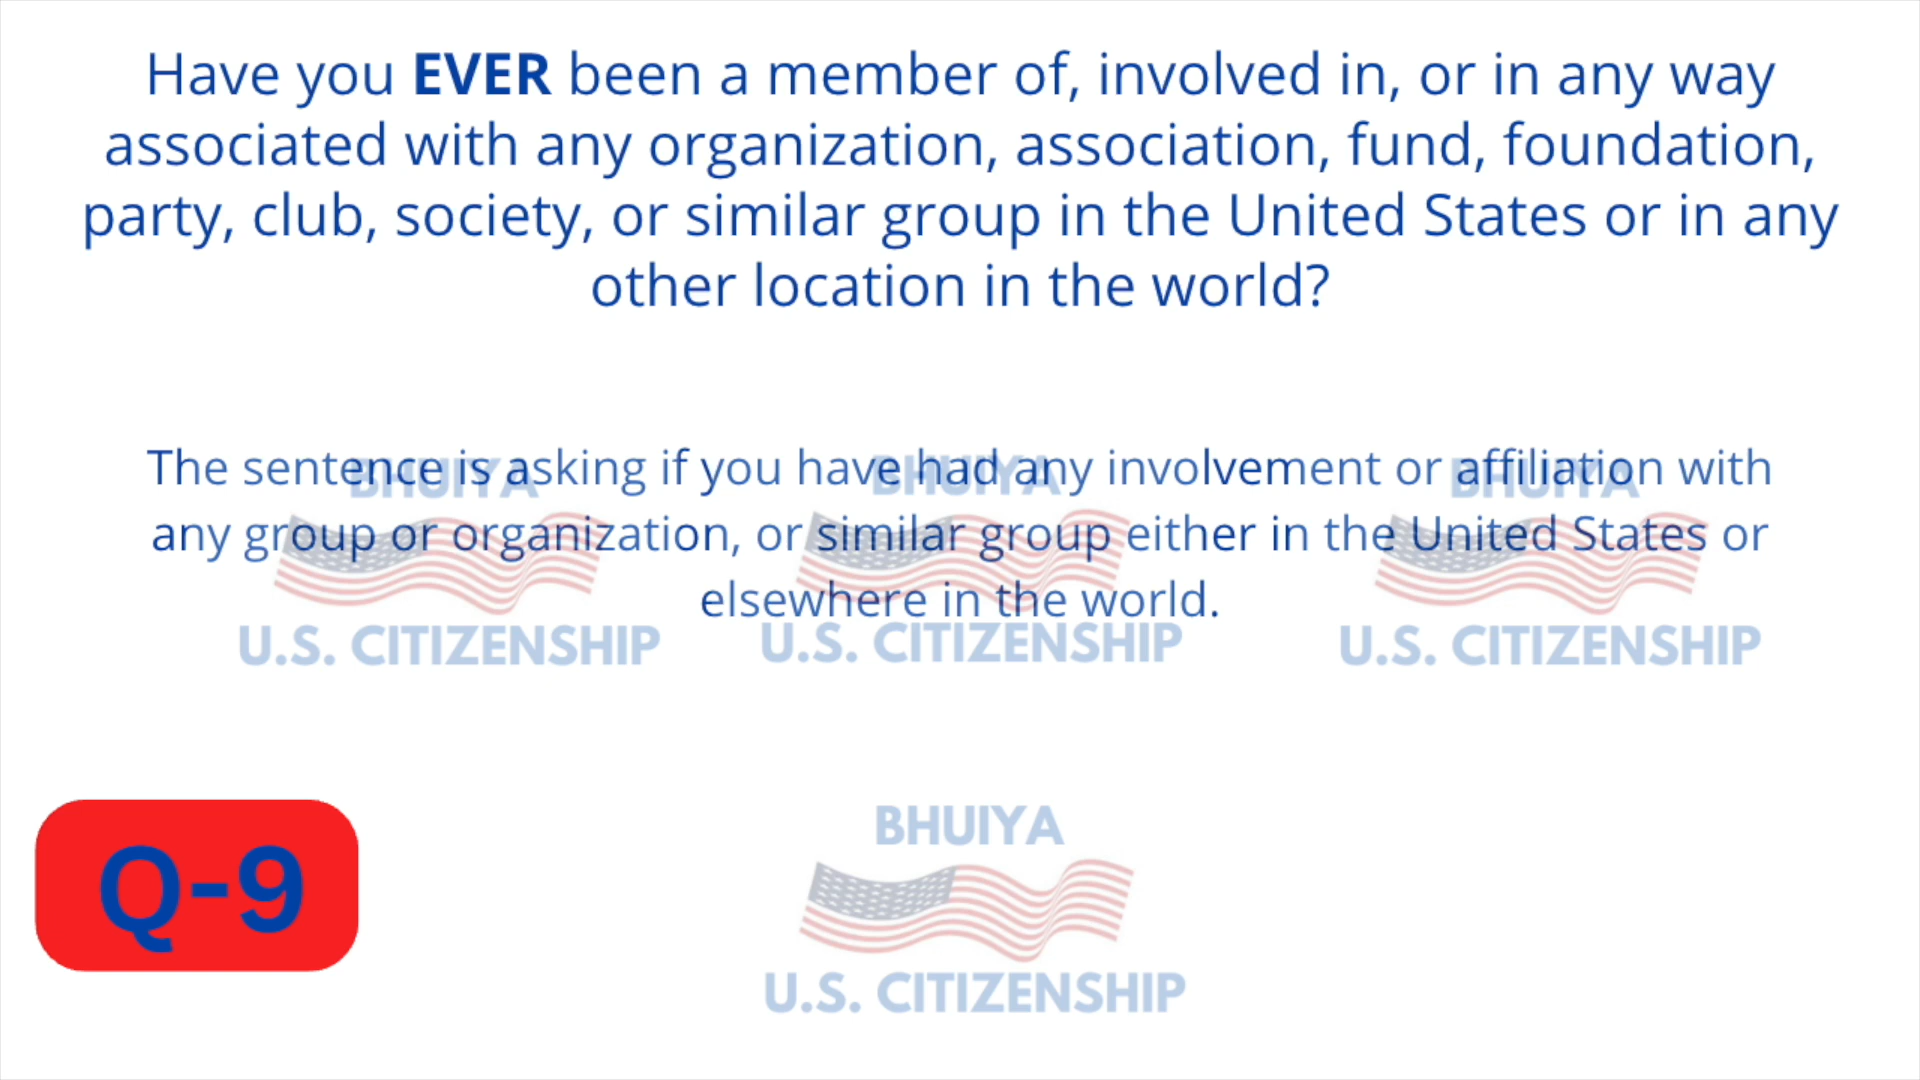 Have you EVER been a member of, involved in, or in any way
associated with any organization, association, fund, foundation,
party, club, society, or similar group in the United States or in any
other location in the world?
The sentence is asking if you have had any involvement or affiliation with
any group or organization, or similar group either in the United States or
elsewhere in the world.
BHUIYA
U.S. CITIZENSHIP
BHUIYA
U.S. CITIZENSHIP
BHUIYA
U.S. CITIZENSHIP
Q-9
BHUIYA
U.S. CITIZENSHIP